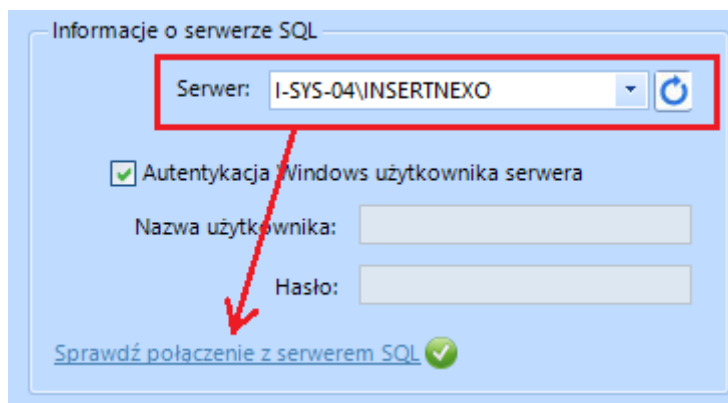 Informacje o serwerze SQL
Serwer: I-SYS-04\INSERTNEXO
Autentykacja Windows użytkownika serwera
Nazwa użytkownika:
Hasło:
Sprawdź połączenie z serwerem SQL